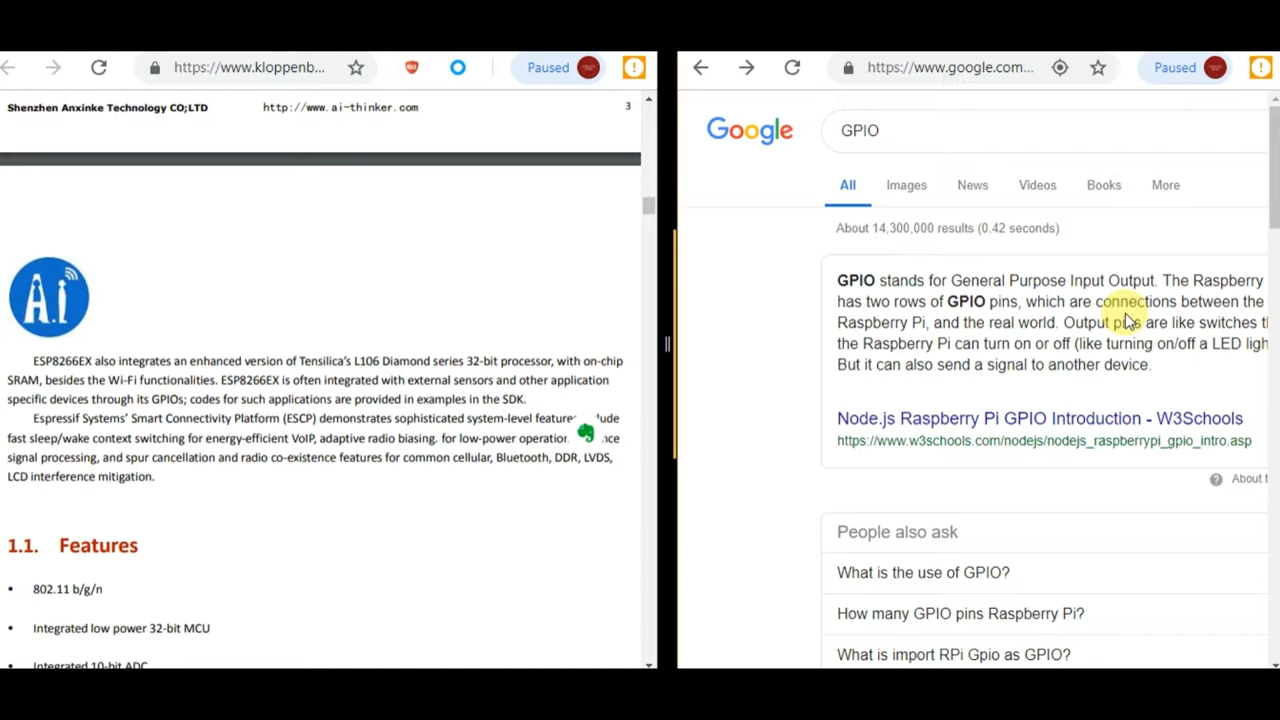 https://www.kloppenb...
Paused
Shenzhen Anxinke Technology CO;LTD http://www.ai-thinker.com 3
Ai
ESP8266EX also integrates an enhanced version of Tensilica's L106 Diamond series 32-bit processor, with on-chip
SRAM, besides the Wi-Fi functionalities. ESP8266EX is often integrated with external sensors and other application
specific devices through its GPIOs; codes for such applications are provided in examples in the SDK.
Espressif Systems' Smart Connectivity Platform (ESCP) demonstrates sophisticated system-level features
fast sleep/wake context switching for energy-efficient VoIP, adaptive radio biasing. for low-power operation
signal processing, and spur cancellation and radio co-existence features for common cellular, Bluetooth, DDR, LVDS,
LCD interference mitigation.
1.1. Features
• 802.11 b/g/n
• Integrated low power 32-bit MCU
• Integrated 10-bit ADC
https://www.google.com...
Paused
Google
GPIO
All Images News Videos Books More
About 14,300,000 results (0.42 seconds)
GPIO stands for General Purpose Input Output. The Raspberry
has two rows of GPIO pins, which are connections between the
Raspberry Pi, and the real world. Output pins are like switches
the Raspberry Pi can turn on or off (like turning on/off a LED
But it can also send a signal to another device.
Node.js Raspberry Pi GPIO Introduction - W3Schools
https://www.w3schools.com/nodejs/nodejs_raspberrypi_gpio_intro.asp
About
People also ask
What is the use of GPIO?
How many GPIO pins Raspberry Pi?
What is import RPi Gpio as GPIO?